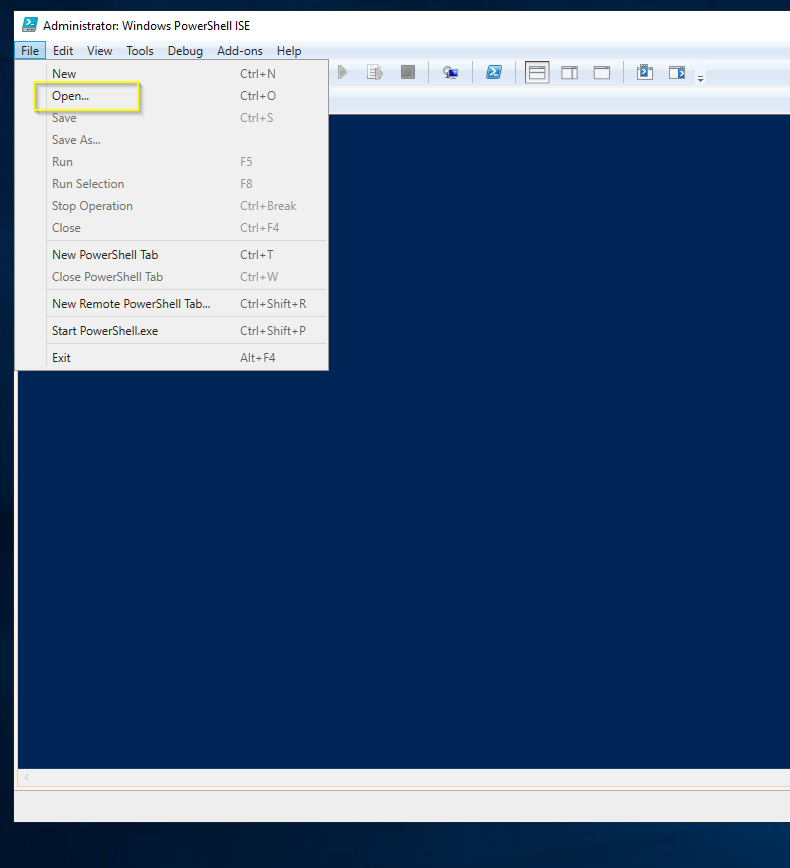 Administrator: Windows PowerShell ISE
File Edit View Tools Debug Add-ons Help
New Ctrl+N
Open... Ctrl+O
Save Ctrl+S
Save As...
Run F5
Run Selection F8
Stop Operation Ctrl+Break
Close Ctrl+F4
New PowerShell Tab Ctrl+T
Close PowerShell Tab Ctrl+W
New Remote PowerShell Tab... Ctrl+Shift+R
Start PowerShell.exe Ctrl+Shift+P
Exit Alt+F4